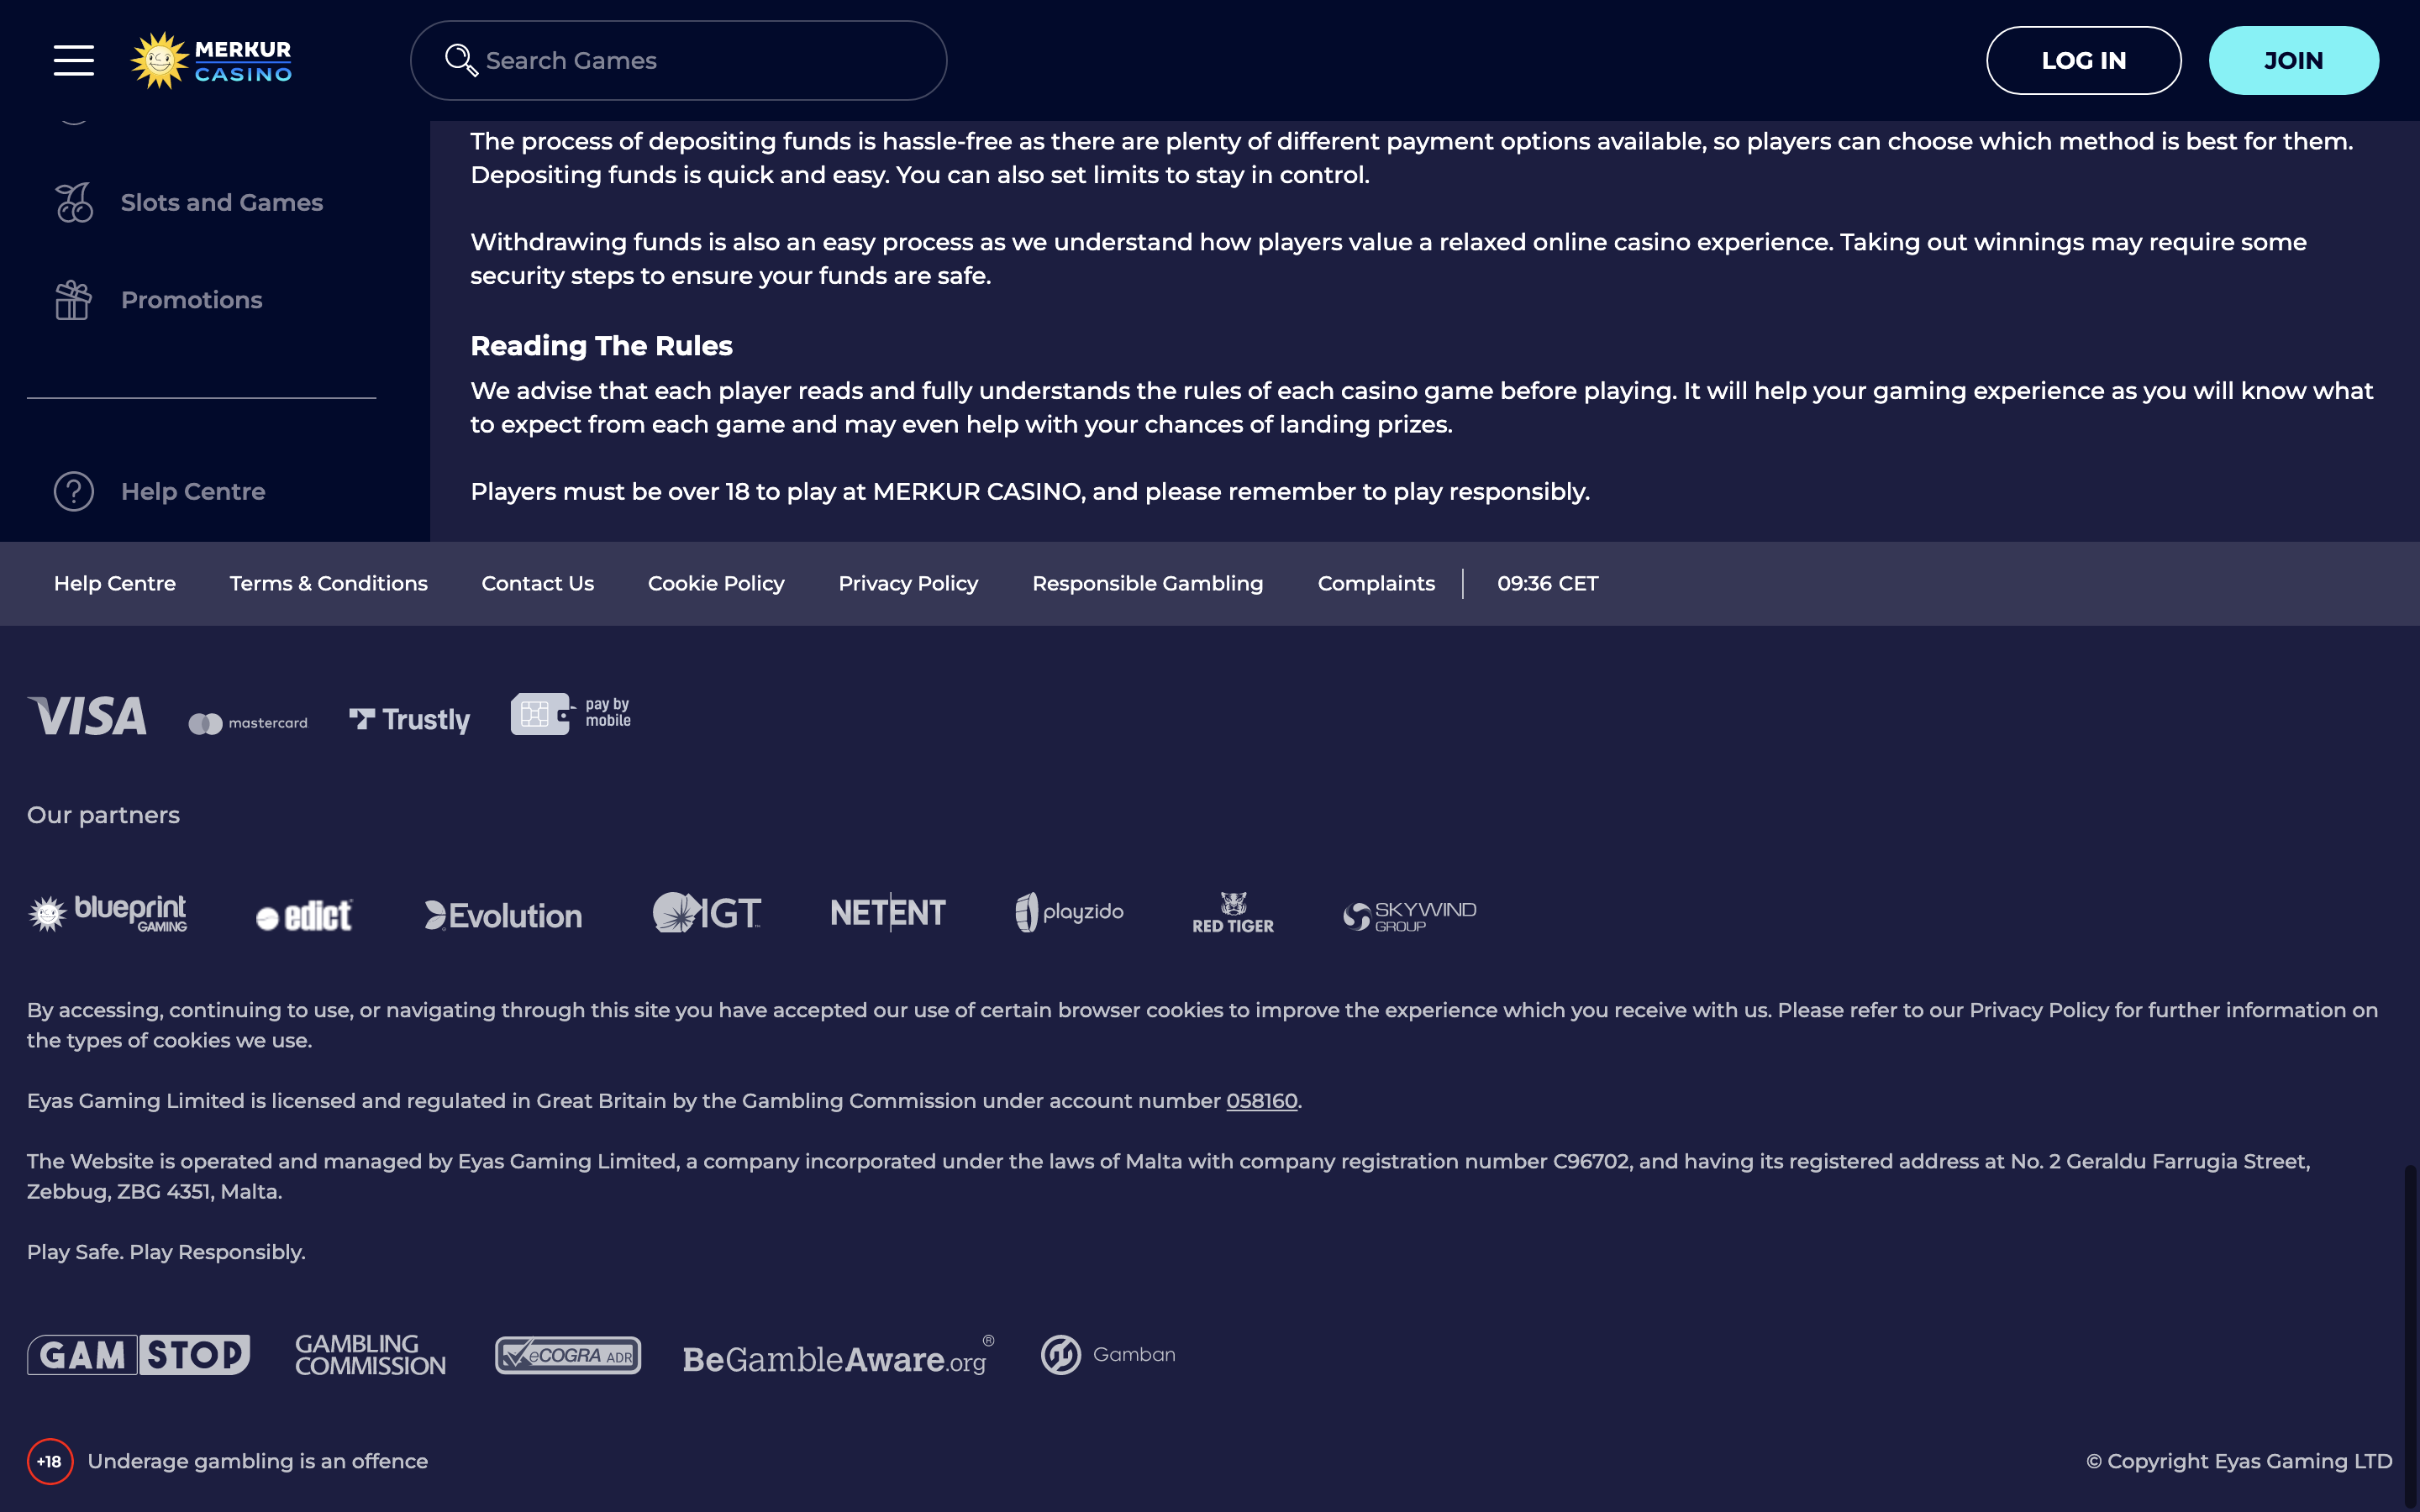 MERKUR
CASINO
Search Games
LOG IN
JOIN
Slots and Games
Promotions
Help Centre
The process of depositing funds is hassle-free as there are plenty of different payment options available, so players can choose which method is best for them.
Depositing funds is quick and easy. You can also set limits to stay in control.
Withdrawing funds is also an easy process as we understand how players value a relaxed online casino experience. Taking out winnings may require some
security steps to ensure your funds are safe.
Reading The Rules
We advise that each player reads and fully understands the rules of each casino game before playing. It will help your gaming experience as you will know what
to expect from each game and may even help with your chances of landing prizes.
Players must be over 18 to play at MERKUR CASINO, and please remember to play responsibly.
Help Centre Terms & Conditions Contact Us Cookie Policy Privacy Policy Responsible Gambling Complaints 09:36 CET
VISA mastercard Trustly pay by
mobile
Our partners
blueprint GAMING edict Evolution IGT NETENT playzido RED TIGER SKYWIND GROUP
By accessing, continuing to use, or navigating through this site you have accepted our use of certain browser cookies to improve the experience which you receive with us. Please refer to our Privacy Policy for further information on
the types of cookies we use.
Eyas Gaming Limited is licensed and regulated in Great Britain by the Gambling Commission under account number 058160.
The Website is operated and managed by Eyas Gaming Limited, a company incorporated under the laws of Malta with company registration number C96702, and having its registered address at No. 2 Geraldu Farrugia Street,
Zebbug, ZBG 4351, Malta.
Play Safe. Play Responsibly.
GAMSTOP GAMBLING COMMISSION eCOGRA ADR BeGambleAware.org® Gamban
+18 Underage gambling is an offence
© Copyright Eyas Gaming LTD